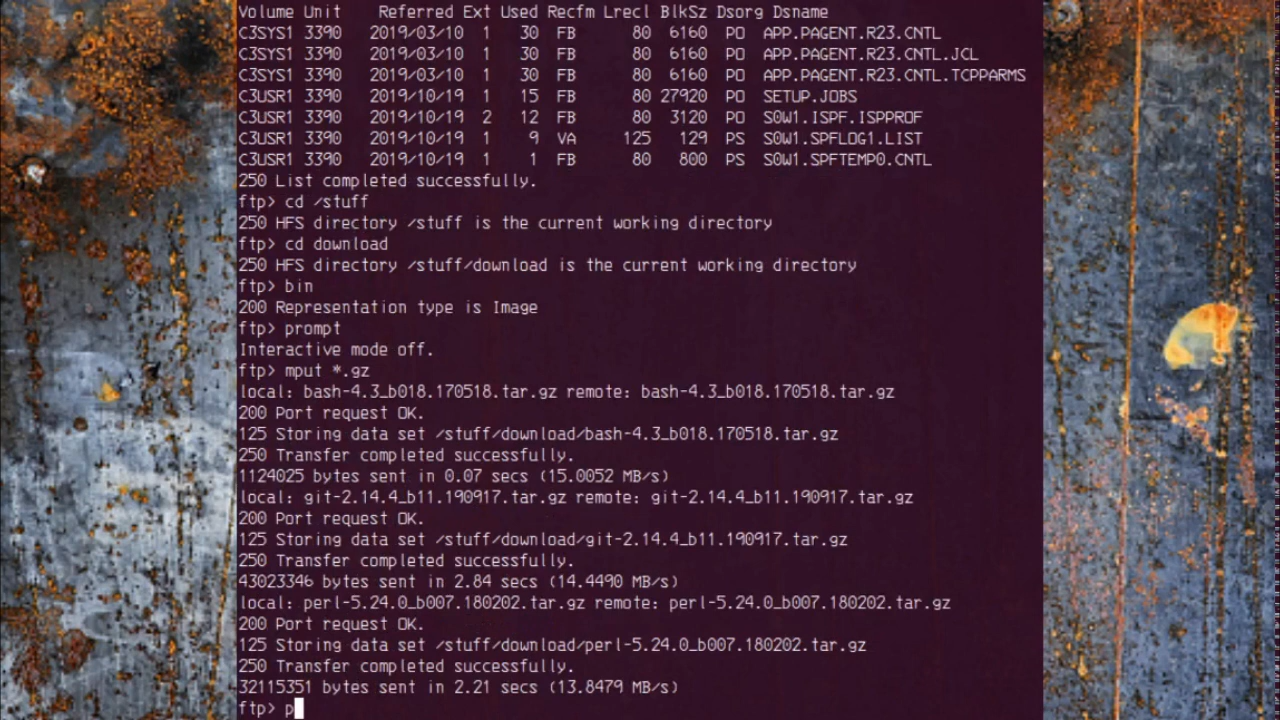 Volume Unit    Referred Ext Used Recfm Lrecl BlkSz Dsorg Dsname
C3SYS1 3390   2019/03/10  1   30  FB      80  6160  PO  APP.PAGENT.R23.CNTL
C3SYS1 3390   2019/03/10  1   30  FB      80  6160  PO  APP.PAGENT.R23.CNTL.JCL
C3SYS1 3390   2019/03/10  1   30  FB      80  6160  PO  APP.PAGENT.R23.CNTL.TCPPARMS
C3USR1 3390   2019/10/19  1   15  FB      80 27920  PO  SETUP.JOBS
C3USR1 3390   2019/10/19  2   12  FB      80  3120  PO  S0W1.ISPF.ISPPROF
C3USR1 3390   2019/10/19  1    9  VA     125   129  PS  S0W1.SPFLOG1.LIST
C3USR1 3390   2019/10/19  1    1  FB      80   800  PS  S0W1.SPFTEMP0.CNTL
250 List completed successfully.
ftp> cd /stuff
250 HFS directory /stuff is the current working directory
ftp> cd download
250 HFS directory /stuff/download is the current working directory
ftp> bin
200 Representation type is Image
ftp> prompt
Interactive mode off.
ftp> mput *.gz
local: bash-4.3_b018.170518.tar.gz remote: bash-4.3_b018.170518.tar.gz
200 Port request OK.
125 Storing data set /stuff/download/bash-4.3_b018.170518.tar.gz
250 Transfer completed successfully.
1124025 bytes sent in 0.07 secs (15.0052 MB/s)
local: git-2.14.4_b11.190917.tar.gz remote: git-2.14.4_b11.190917.tar.gz
200 Port request OK.
125 Storing data set /stuff/download/git-2.14.4_b11.190917.tar.gz
250 Transfer completed successfully.
43023346 bytes sent in 2.84 secs (14.4490 MB/s)
local: perl-5.24.0_b007.180202.tar.gz remote: perl-5.24.0_b007.180202.tar.gz
200 Port request OK.
125 Storing data set /stuff/download/perl-5.24.0_b007.180202.tar.gz
250 Transfer completed successfully.
32115351 bytes sent in 2.21 secs (13.8479 MB/s)
ftp> p